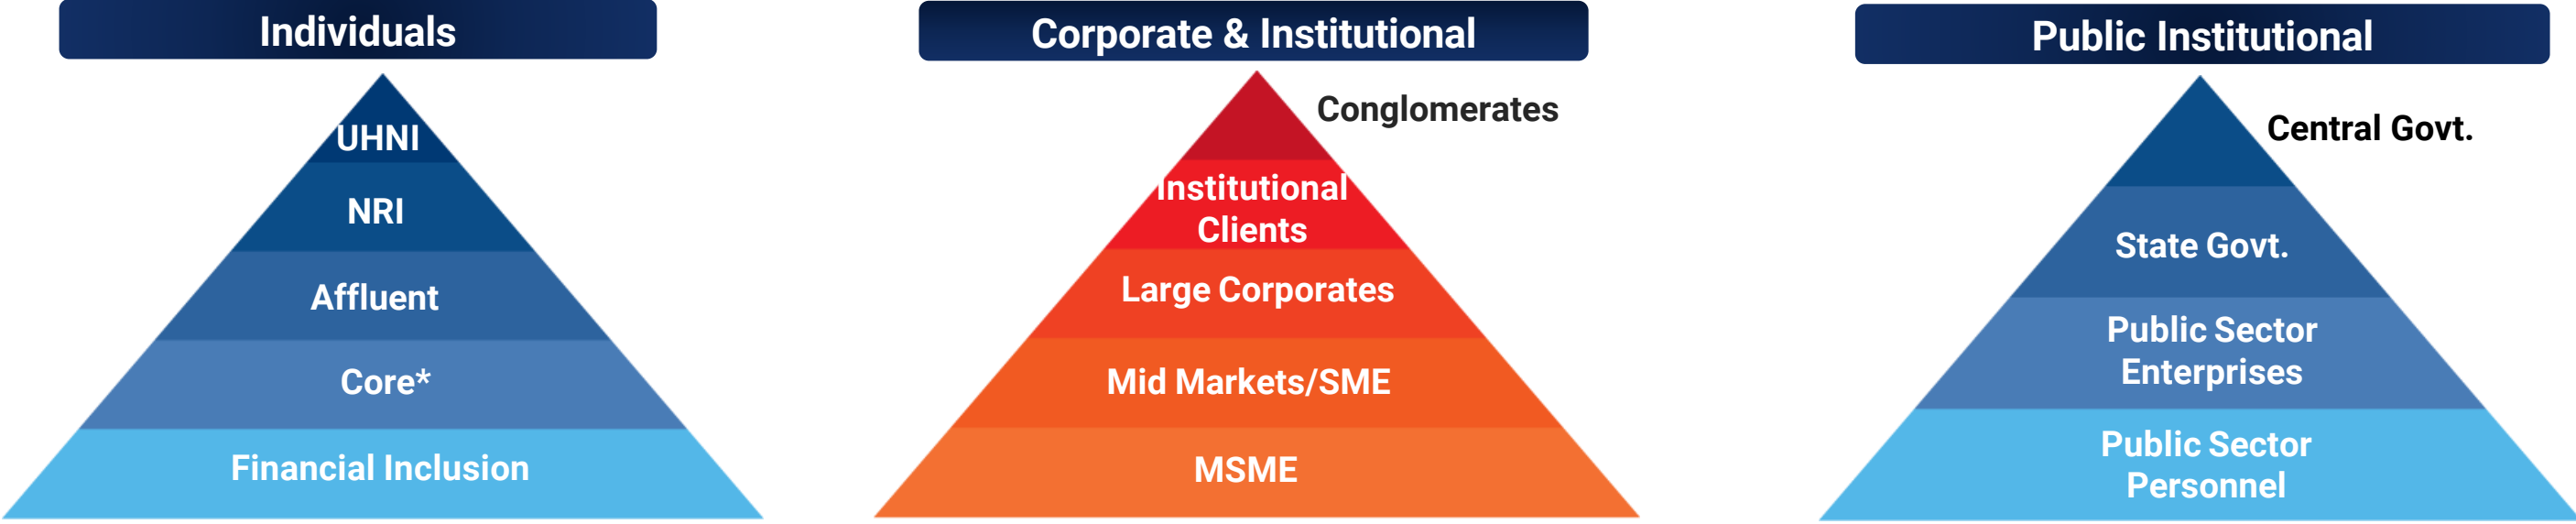 Individuals
UHNI
NRI
Affluent
Core*
Financial Inclusion
Corporate & Institutional
Conglomerates
Institutional
Clients
Large Corporates
Mid Markets/SME
MSME
Public Institutional
Central Govt.
State Govt.
Public Sector
Enterprises
Public Sector
Personnel